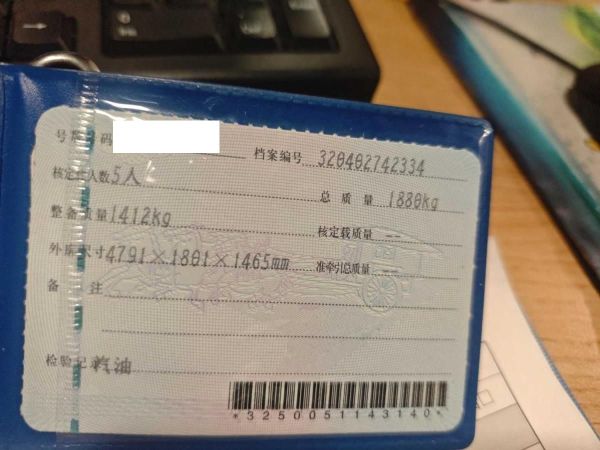 号牌号码 档案编号 320402742334
核定载人数 5人 总质量 1880kg
整备质量 1412kg 核定载质量 --
外廓尺寸 4791×1801×1465mm 准牵引总质量 --
备注
检验记录 汽油
*3250051143140*